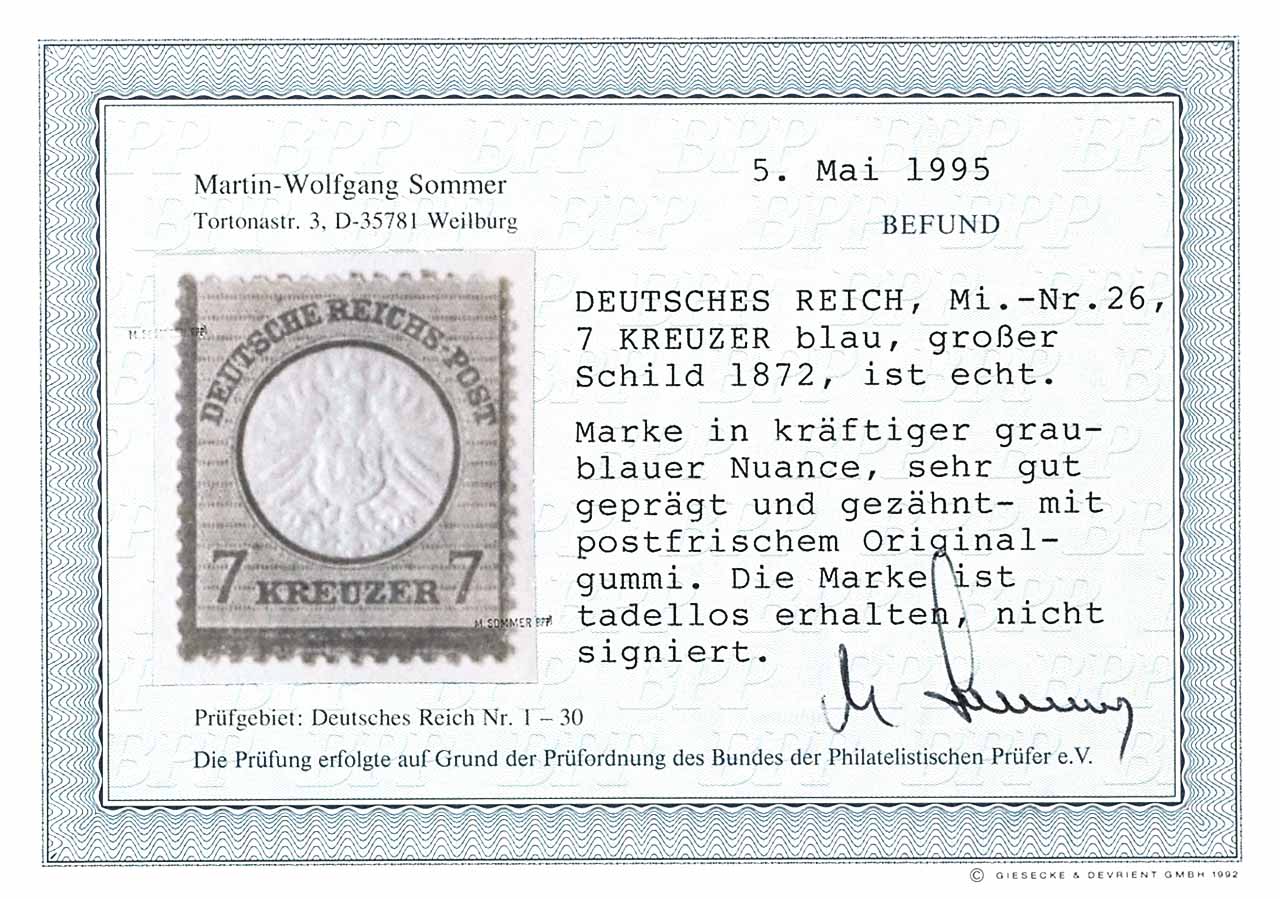 Martin-Wolfgang Sommer
Tortonastr. 3, D-35781 Weilburg
5. Mai 1995
BEFUND
DEUTSCHE REICHS-POST
7 KREUZER 7
M. SOMMER BPP
DEUTSCHES REICH, Mi.-Nr.26,
7 KREUZER blau, großer
Schild 1872, ist echt.
Marke in kräftiger grau-
blauer Nuance, sehr gut
geprägt und gezähnt- mit
postfrischem Original-
gummi. Die Marke ist
tadellos erhalten, nicht
signiert.
M Sommer
Prüfgebiet: Deutsches Reich Nr. 1 – 30
Die Prüfung erfolgte auf Grund der Prüfordnung des Bundes der Philatelistischen Prüfer e.V.
© GIESECKE & DEVRIENT GMBH 1992